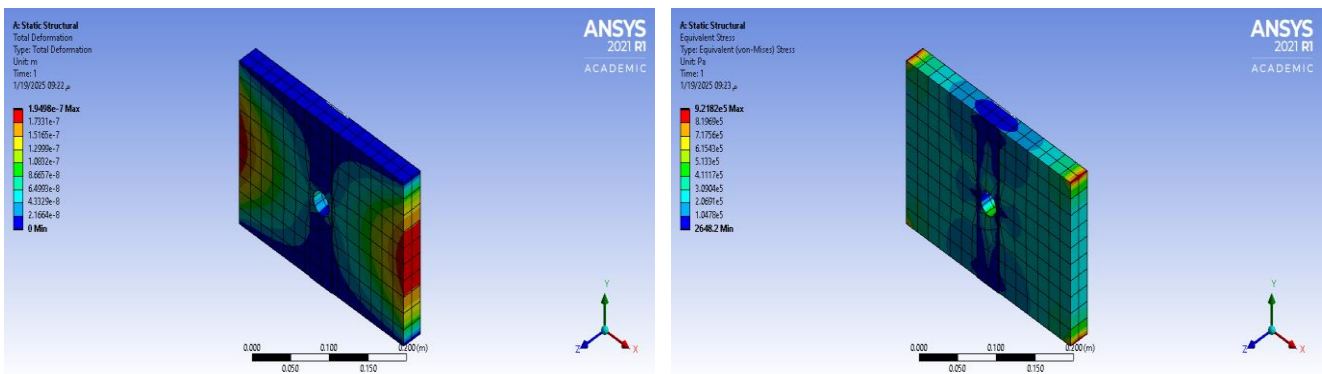 A: Static Structural
Total Deformation
Type: Total Deformation
Unit: m
Time: 1
1/19/2025 09:22 م
1.9498e-7 Max
1.7331e-7
1.5165e-7
1.2999e-7
1.0832e-7
8.6657e-8
6.4993e-8
4.3329e-8
2.1664e-8
0 Min
ANSYS
2021 R1
ACADEMIC
Y
Z
X
0.000
0.100
0.200 (m)
0.050
0.150
A: Static Structural
Equivalent Stress
Type: Equivalent (von-Mises) Stress
Unit: Pa
Time: 1
1/19/2025 09:23 م
9.2182e5 Max
8.1969e5
7.1756e5
6.1543e5
5.133e5
4.1117e5
3.0904e5
2.0691e5
1.0478e5
2648.2 Min
ANSYS
2021 R1
ACADEMIC
Y
Z
X
0.000
0.100
0.200 (m)
0.050
0.150